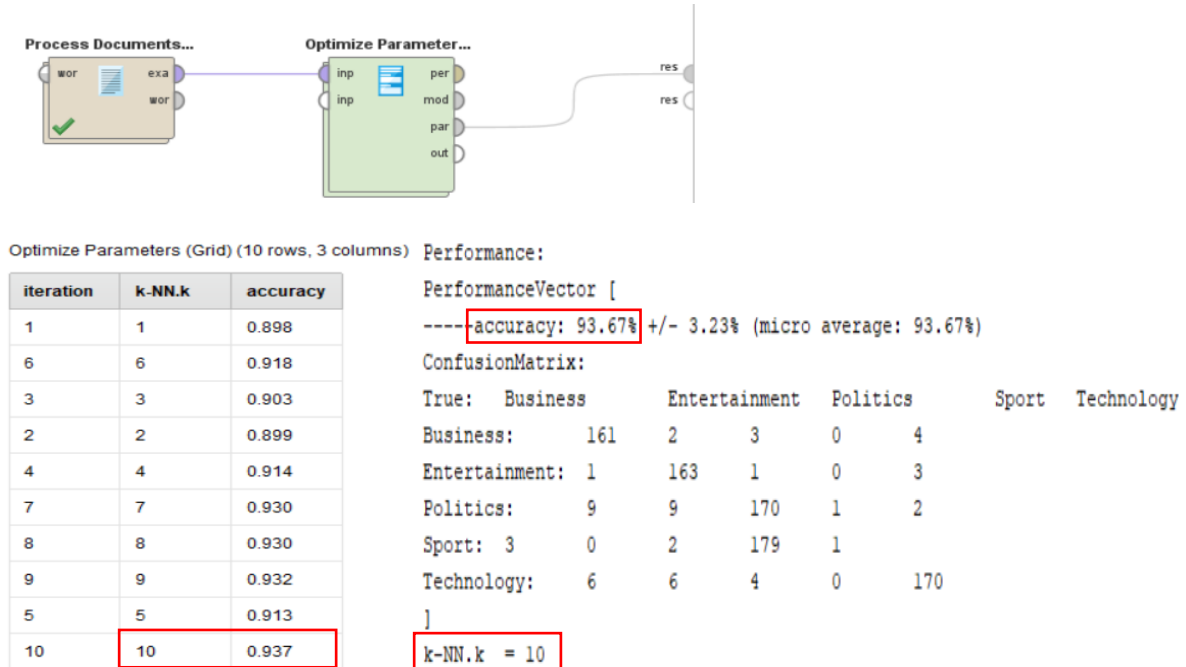 Process Documents...
Optimize Parameter...
wor
exa
wor
inp
per
inp
mod
par
out
res
res
Optimize Parameters (Grid) (10 rows, 3 columns)
iteration k-NN.k accuracy
1 1 0.898
6 6 0.918
3 3 0.903
2 2 0.899
4 4 0.914
7 7 0.930
8 8 0.930
9 9 0.932
5 5 0.913
10 10 0.937
Performance:
PerformanceVector [
-----accuracy: 93.67% +/- 3.23% (micro average: 93.67%)
ConfusionMatrix:
True: Business Entertainment Politics Sport Technology
Business: 161 2 3 0 4
Entertainment: 1 163 1 0 3
Politics: 9 9 170 1 2
Sport: 3 0 2 179 1
Technology: 6 6 4 0 170
]
k-NN.k = 10